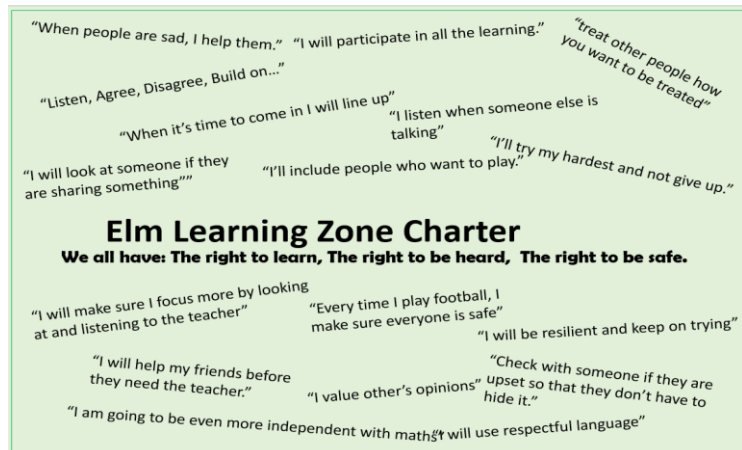 “When people are sad, I help them.”
“I will participate in all the learning.”
“treat other people how
you want to be treated”
“Listen, Agree, Disagree, Build on...”
“When it’s time to come in I will line up”
“I listen when someone else is
talking”
“I will look at someone if they
are sharing something””
“I’ll include people who want to play.”
“I’ll try my hardest and not give up.”
Elm Learning Zone Charter
We all have: The right to learn, The right to be heard, The right to be safe.
“I will make sure I focus more by looking
at and listening to the teacher”
“Every time I play football, I
make sure everyone is safe”
“I will be resilient and keep on trying”
“I will help my friends before
they need the teacher.”
“I value other’s opinions”
“Check with someone if they are
upset so that they don’t have to
hide it.”
“I am going to be even more independent with maths”
“I will use respectful language”